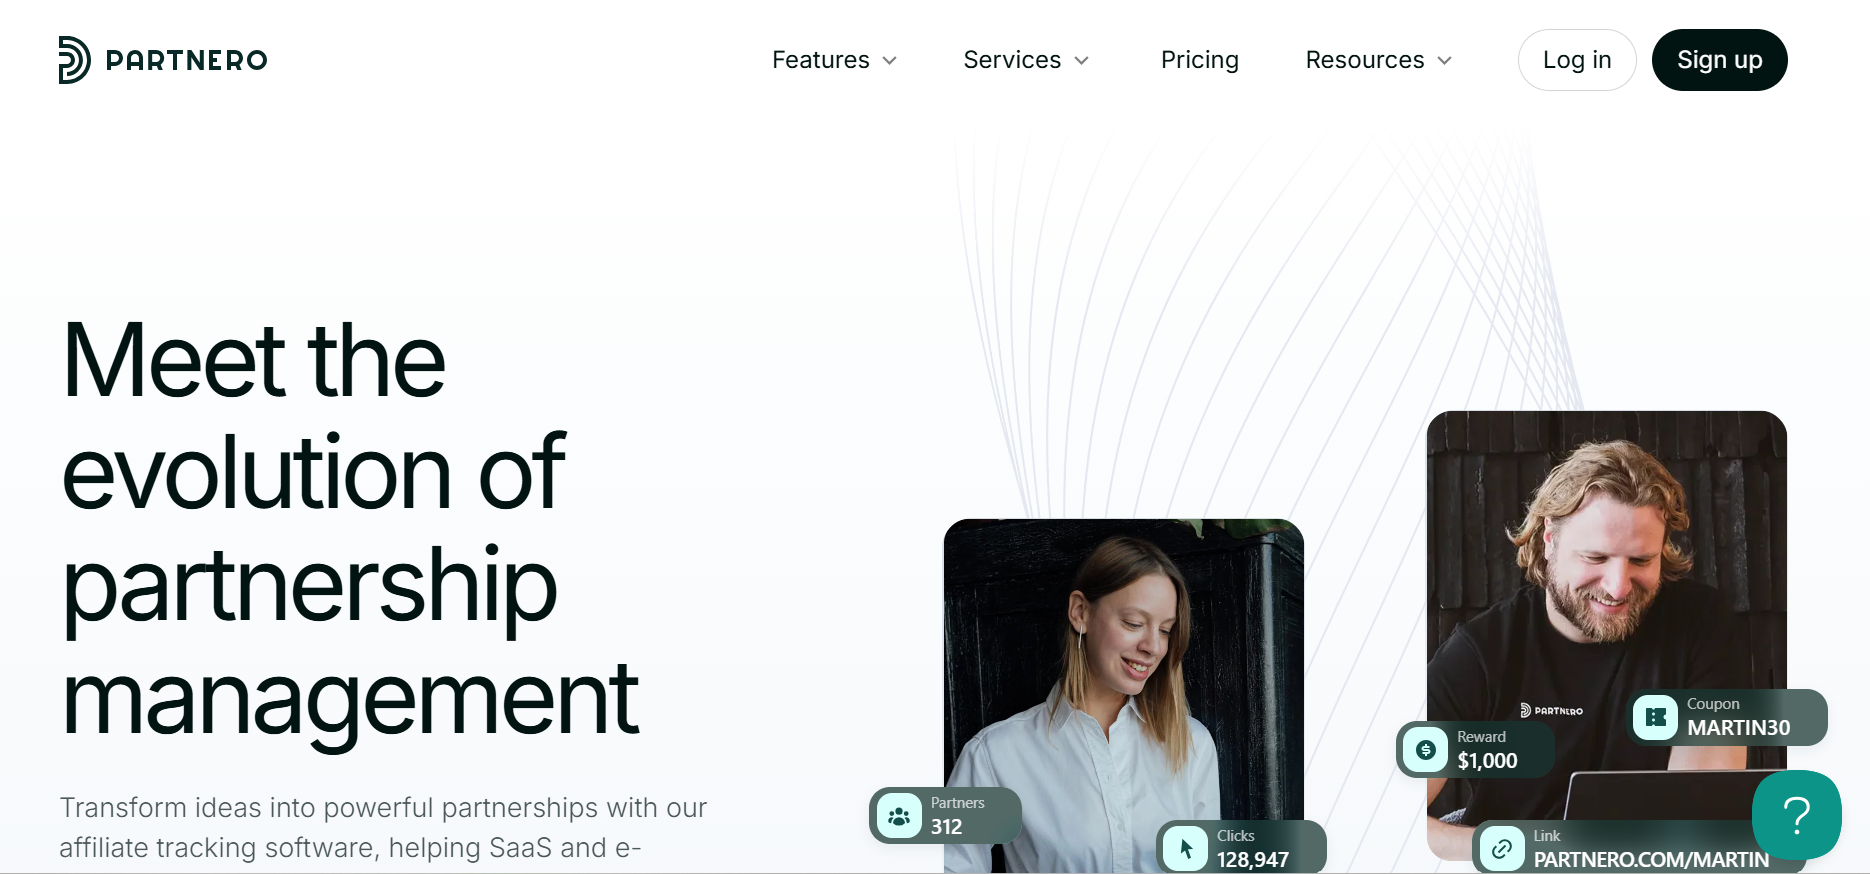 PARTNERO
Features
Services
Pricing
Resources
Log in
Sign up
Meet the
evolution of
partnership
management
Transform ideas into powerful partnerships with our
affiliate tracking software, helping SaaS and e-
Partners
312
Clicks
128,947
PARTNERO
Coupon
MARTIN30
Reward
$1,000
Link
PARTNERO.COM/MARTIN
?